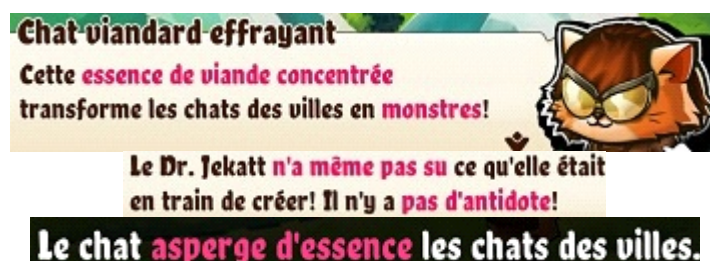 Chat viandard effrayant
Cette essence de viande concentrée
transforme les chats des villes en monstres!
Le Dr. Jekatt n'a même pas su ce qu'elle était
en train de créer! Il n'y a pas d'antidote!
Le chat asperge d'essence les chats des villes.